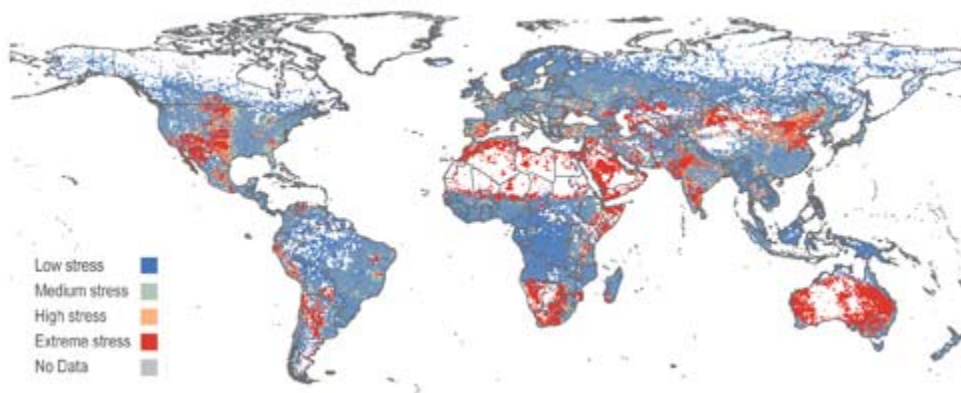 Low stress
Medium stress
High stress
Extreme stress
No Data